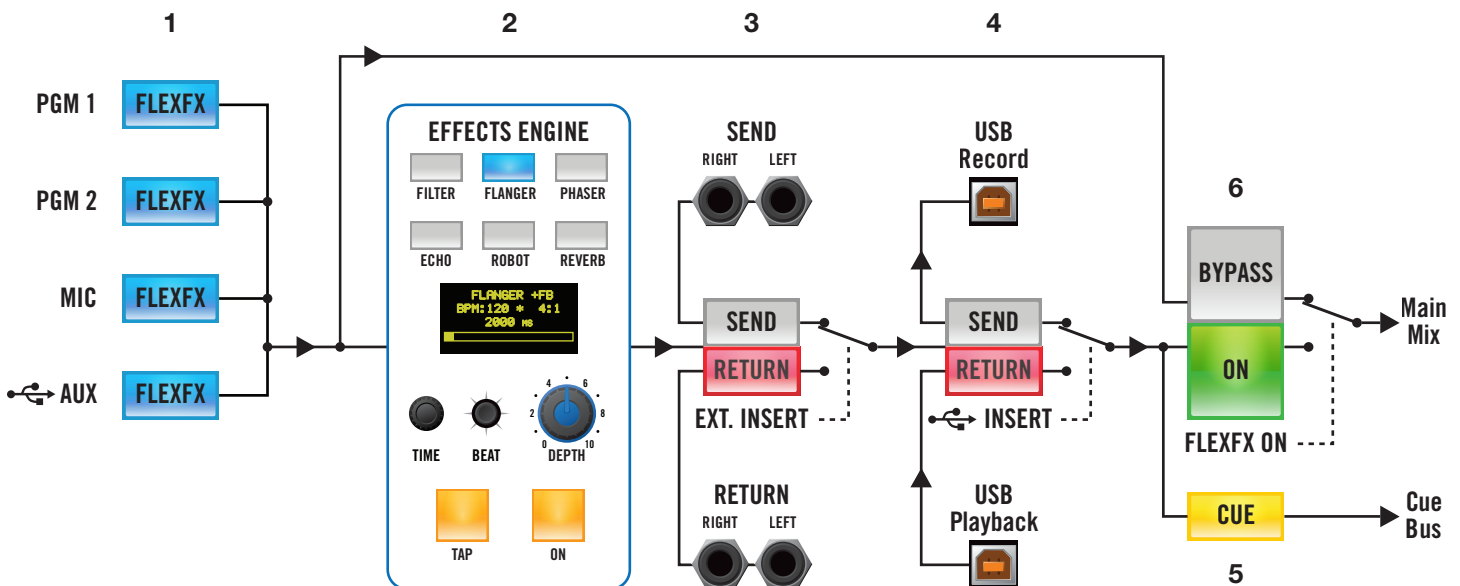 1
2
3
4
PGM 1
FLEXFX
PGM 2
FLEXFX
MIC
FLEXFX
AUX
FLEXFX
EFFECTS ENGINE
FILTER
FLANGER
PHASER
ECHO
ROBOT
REVERB
FLANGER +FB
BPM:120 * 4:1
2000 MS
4
6
2
8
0
10
TIME
BEAT
DEPTH
TAP
ON
SEND
RIGHT
LEFT
SEND
RETURN
EXT. INSERT
RETURN
RIGHT
LEFT
USB
Record
SEND
RETURN
INSERT
USB
Playback
6
BYPASS
ON
FLEXFX ON
Main
Mix
CUE
Cue
Bus
5